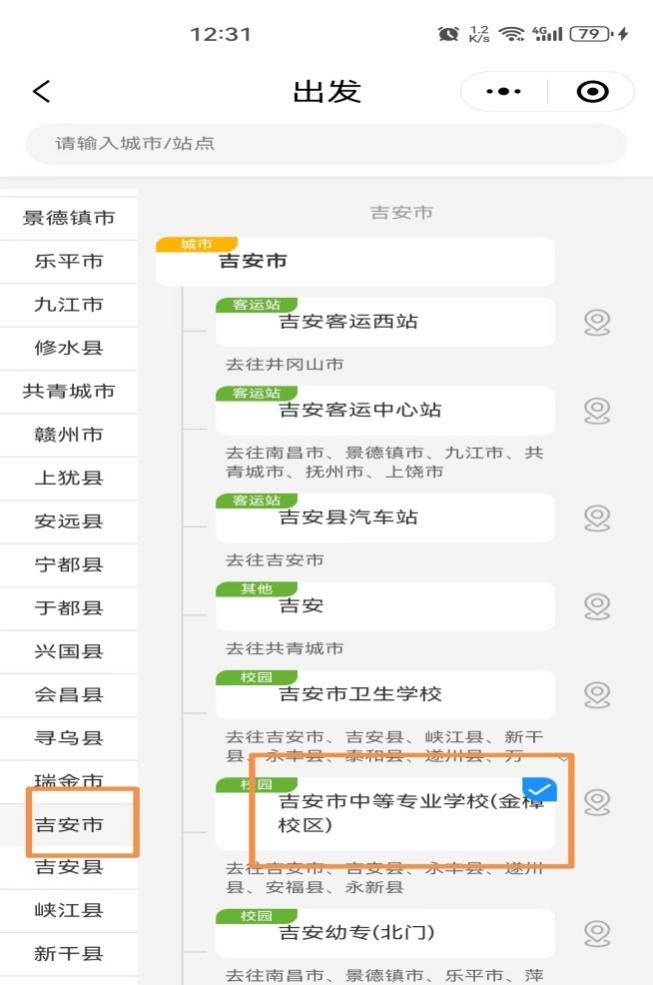 12:31
1.2
K/s
4G
79
出发
请输入城市/站点
景德镇市
乐平市
九江市
修水县
共青城市
赣州市
上犹县
安远县
宁都县
于都县
兴国县
会昌县
寻乌县
瑞金市
吉安市
吉安县
峡江县
新干县
吉安市
城市
吉安市
客运站
吉安客运西站
去往井冈山市
客运站
吉安客运中心站
去往南昌市、景德镇市、九江市、共
青城市、抚州市、上饶市
客运站
吉安县汽车站
去往吉安市
其他
吉安
去往共青城市
校园
吉安市卫生学校
去往吉安市、吉安县、峡江县、新干
县、永丰县、泰和县、遂川县、万
校园
吉安市中等专业学校(金樟
校区)
去往吉安市、吉安县、永丰县、遂川
县、安福县、永新县
校园
吉安幼专(北门)
去往南昌市、景德镇市、乐平市、萍